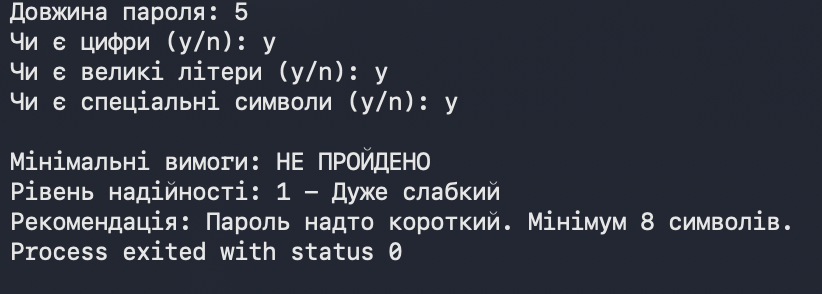 Довжина пароля: 5
Чи є цифри (y/n): y
Чи є великі літери (y/n): y
Чи є спеціальні символи (y/n): y
Мінімальні вимоги: НЕ ПРОЙДЕНО
Рівень надійності: 1 – Дуже слабкий
Рекомендація: Пароль надто короткий. Мінімум 8 символів.
Process exited with status 0